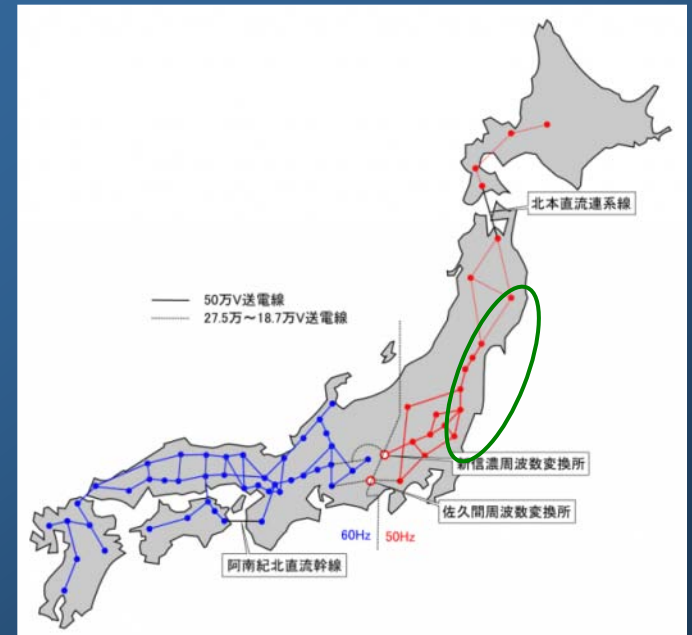 北本直流連系線
50万V送電線
27.5万～18.7万V送電線
新信濃周波数変換所
佐久間周波数変換所
60Hz 50Hz
阿南紀北直流幹線